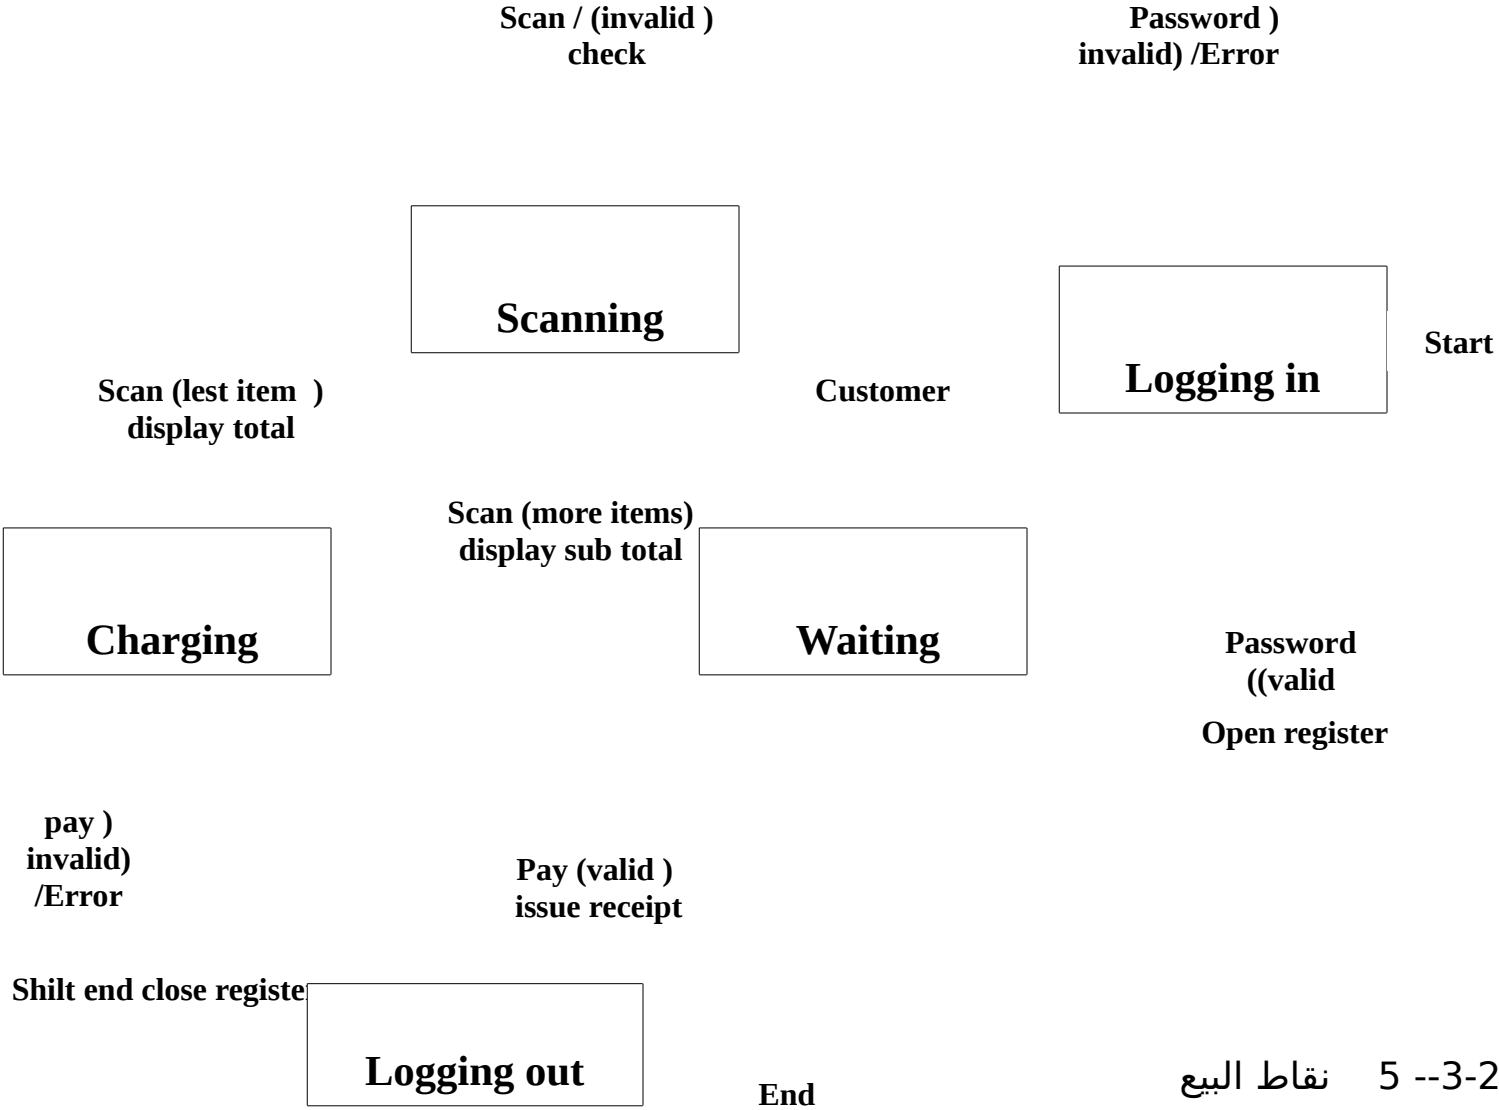 Scan / (invalid )
check
Password )
invalid) /Error
Scanning
Logging in
Start
Scan (lest item  )
display total
Customer
Scan (more items)
display sub total
Charging
Waiting
Password
((valid
Open register
pay )
invalid)
/Error
Pay (valid )
issue receipt
Shilt end close register
Logging out
End
5 --3-2 نقاط البيع